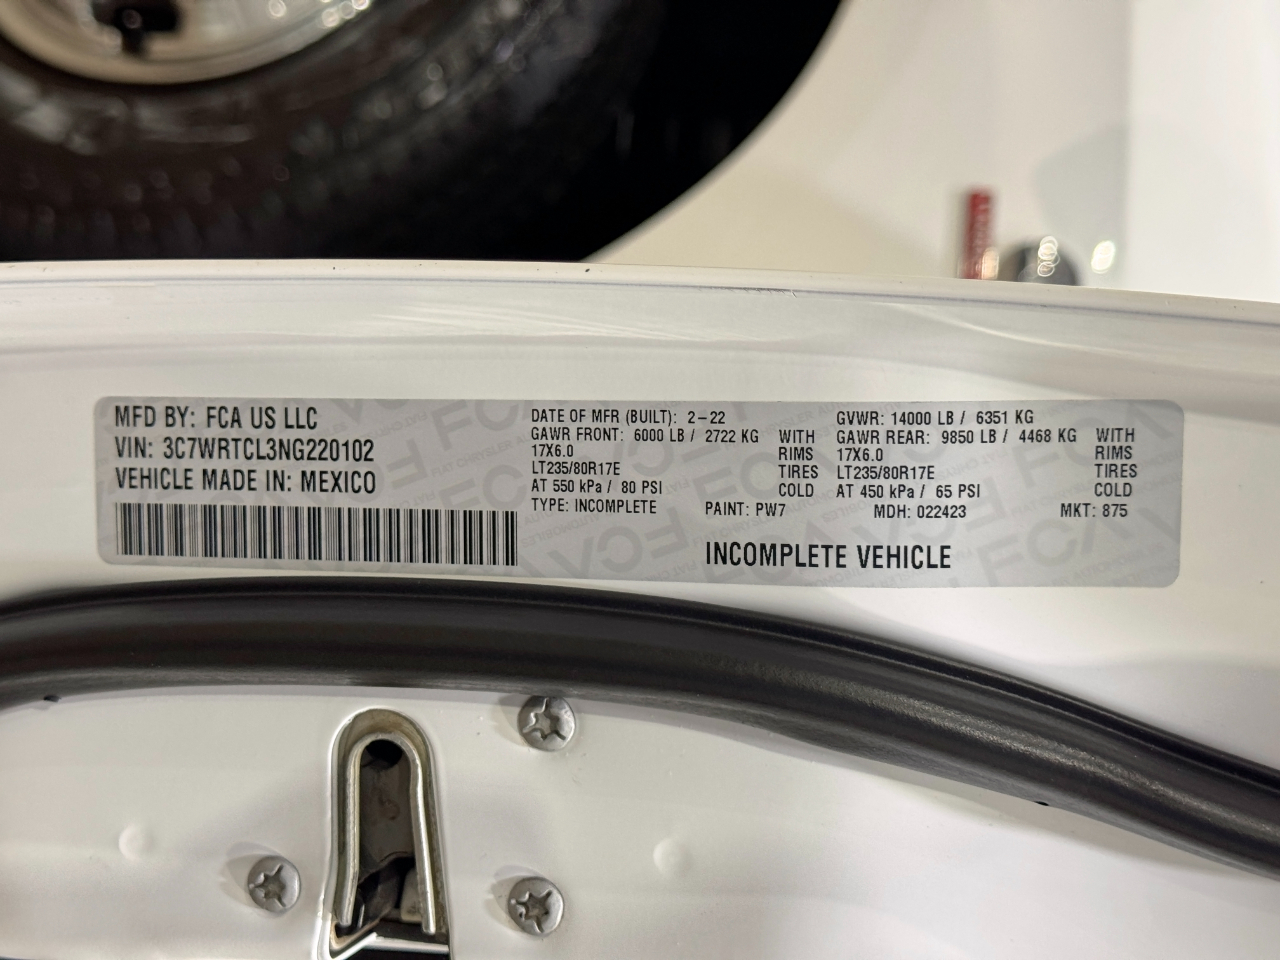 MFD BY: FCA US LLC
VIN: 3C7WRTCL3NG220102
VEHICLE MADE IN: MEXICO
DATE OF MFR (BUILT): 2-22
GAWR FRONT: 6000 LB / 2722 KG WITH
17X6.0 RIMS
LT235/80R17E TIRES
AT 550 kPa / 80 PSI COLD
TYPE: INCOMPLETE
GVWR: 14000 LB / 6351 KG
GAWR REAR: 9850 LB / 4468 KG WITH
17X6.0 RIMS
LT235/80R17E TIRES
AT 450 kPa / 65 PSI COLD
PAINT: PW7 MDH: 022423 MKT: 875
INCOMPLETE VEHICLE